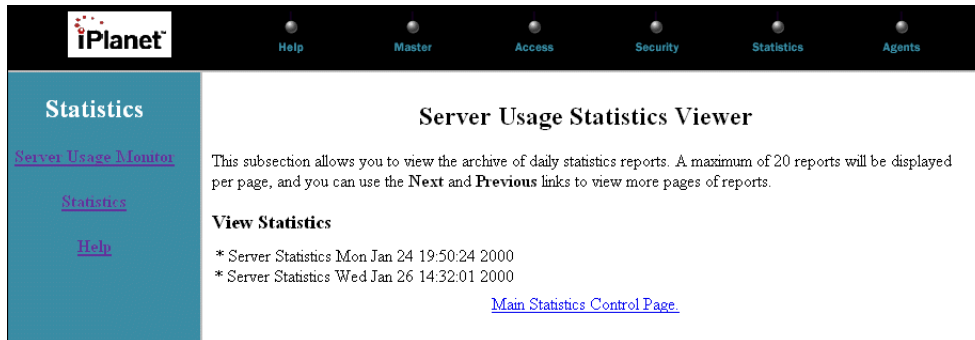 iPlanet™
Help Master Access Security Statistics Agents
Statistics
Server Usage Monitor
Statistics
Help
Server Usage Statistics Viewer
This subsection allows you to view the archive of daily statistics reports. A maximum of 20 reports will be displayed
per page, and you can use the Next and Previous links to view more pages of reports.
View Statistics
* Server Statistics Mon Jan 24 19:50:24 2000
* Server Statistics Wed Jan 26 14:32:01 2000
Main Statistics Control Page.